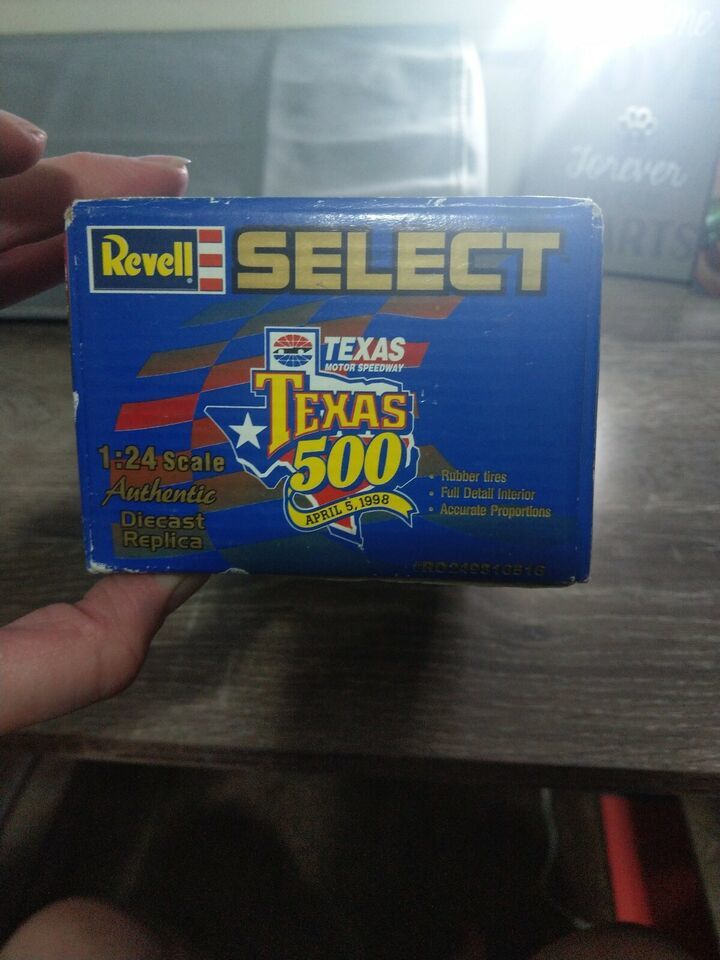 Revell
SELECT
TEXAS
MOTOR SPEEDWAY
TEXAS
500
APRIL 5, 1998
1:24 Scale
Authentic
Diecast
Replica
• Rubber tires
• Full Detail Interior
• Accurate Proportions
Forever